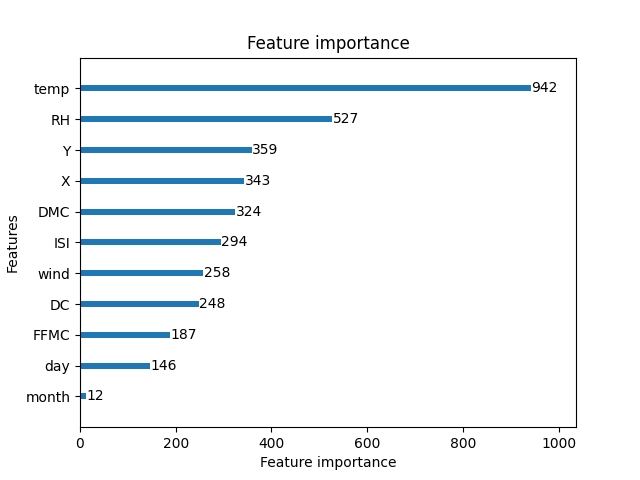 Feature importance
temp 942
RH 527
Y 359
X 343
DMC 324
ISI 294
wind 258
DC 248
FFMC 187
day 146
month 12
0 200 400 600 800 1000
Feature importance
Features